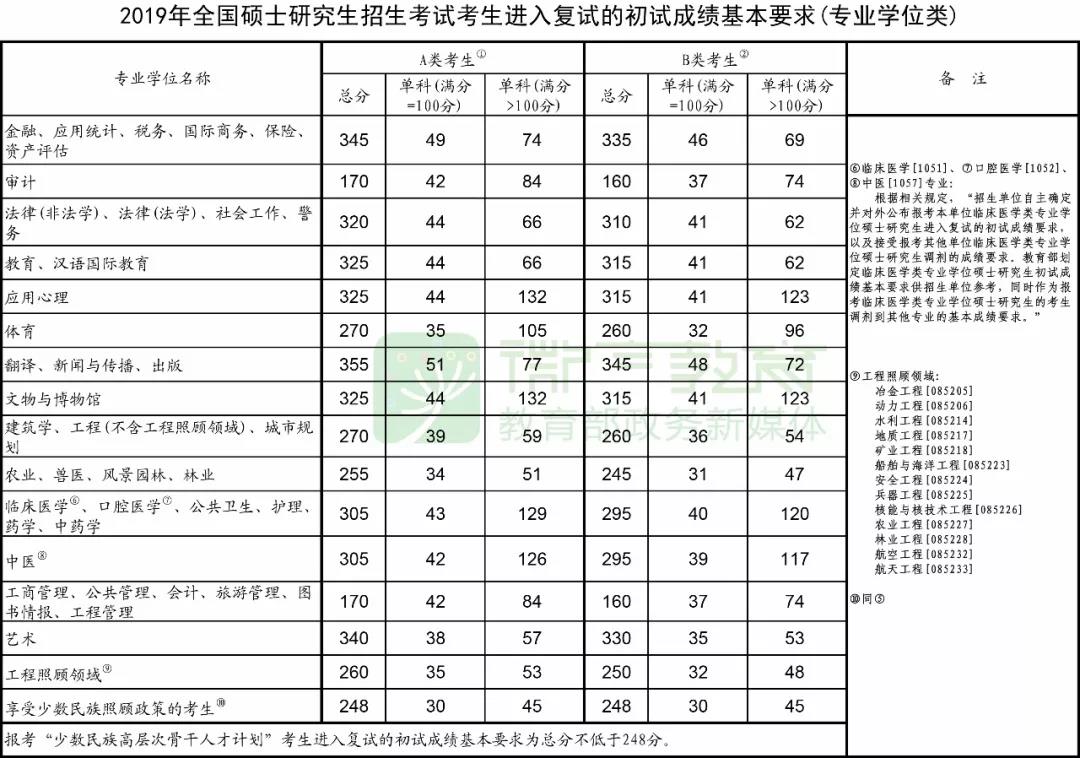 2019年全国硕士研究生招生考试考生进入复试的初试成绩基本要求(专业学位类)
专业学位名称 A类考生① B类考生② 备 注
总分 单科(满分=100分) 单科(满分>100分) 总分 单科(满分=100分) 单科(满分>100分)
金融、应用统计、税务、国际商务、保险、
资产评估 345 49 74 335 46 69
审计 170 42 84 160 37 74
法律(非法学)、法律(法学)、社会工作、警
务 320 44 66 310 41 62
教育、汉语国际教育 325 44 66 315 41 62
应用心理 325 44 132 315 41 123
体育 270 35 105 260 32 96
翻译、新闻与传播、出版 355 51 77 345 48 72
文物与博物馆 325 44 132 315 41 123
建筑学、工程(不含工程照顾领域)、城市规
划 270 39 59 260 36 54
农业、兽医、风景园林、林业 255 34 51 245 31 47
临床医学⑥、口腔医学⑦、公共卫生、护理、
药学、中药学 305 43 129 295 40 120
中医⑧ 305 42 126 295 39 117
工商管理、公共管理、会计、旅游管理、图
书情报、工程管理 170 42 84 160 37 74
艺术 340 38 57 330 35 53
工程照顾领域⑨ 260 35 53 250 32 48
享受少数民族照顾政策的考生⑩ 248 30 45 248 30 45
报考“少数民族高层次骨干人才计划”考生进入复试的初试成绩基本要求为总分不低于248分。
⑥临床医学[1051]、⑦口腔医学[1052]、
⑧中医[1057]专业:
根据相关规定，“招生单位自主确定
并对外公布报考本单位临床医学类专业学
位硕士研究生进入复试的初试成绩要求，
以及接受报考其他单位临床医学类专业学
位硕士研究生调剂的成绩要求。教育部划
定临床医学类专业学位硕士研究生初试成
绩基本要求供招生单位参考，同时作为报
考临床医学类专业学位硕士研究生的考生
调剂到其他专业的基本成绩要求。”
⑨工程照顾领域:
冶金工程[085205]
动力工程[085206]
水利工程[085214]
地质工程[085217]
矿业工程[085218]
船舶与海洋工程[085223]
安全工程[085224]
兵器工程[085225]
核能与核技术工程[085226]
农业工程[085227]
林业工程[085228]
航空工程[085232]
航天工程[085233]
⑩同⑤
微言教育
教育部政务新媒体